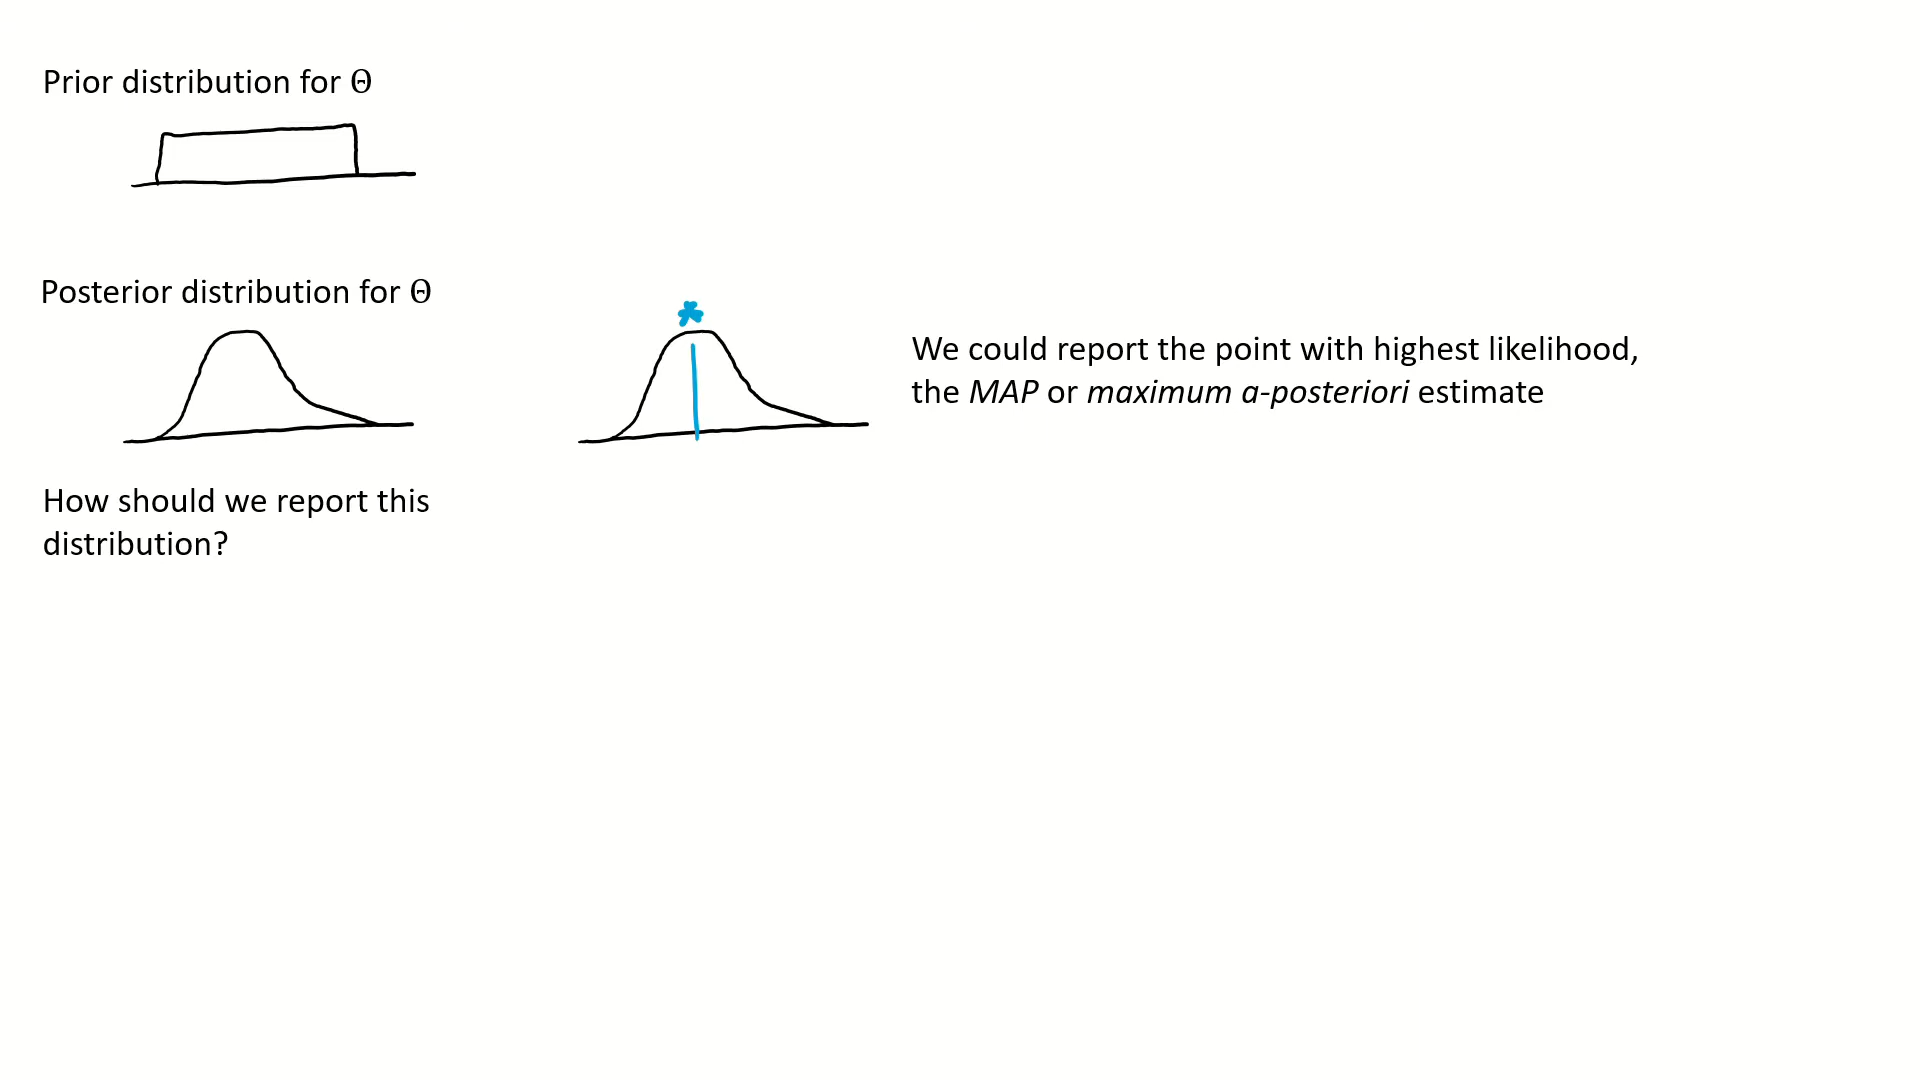 Prior distribution for Θ
Posterior distribution for Θ
We could report the point with highest likelihood,
the MAP or maximum a-posteriori estimate
How should we report this
distribution?